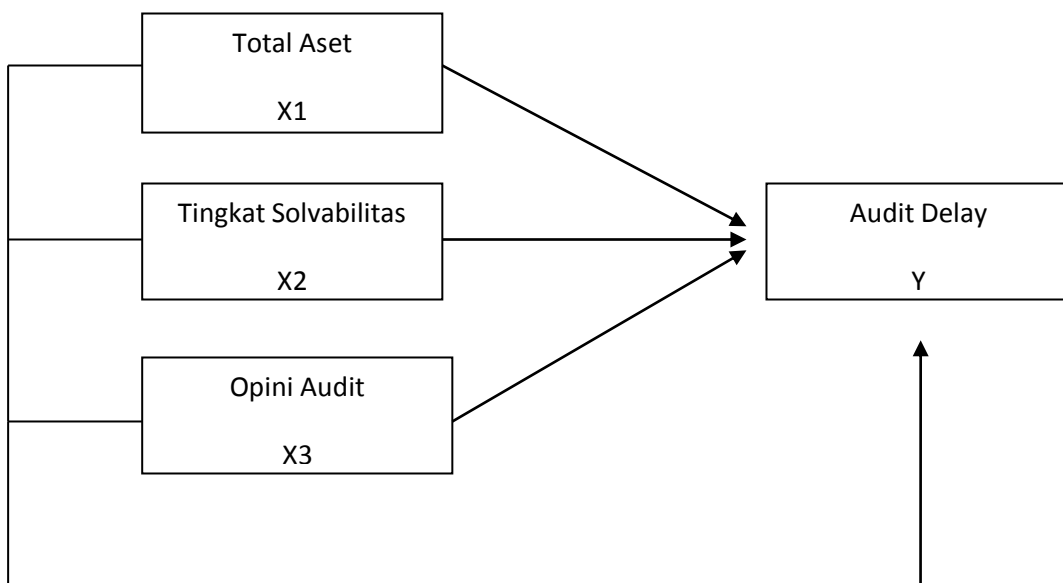 Total Aset
X1
Tingkat Solvabilitas
X2
Audit Delay
Y
Opini Audit
X3